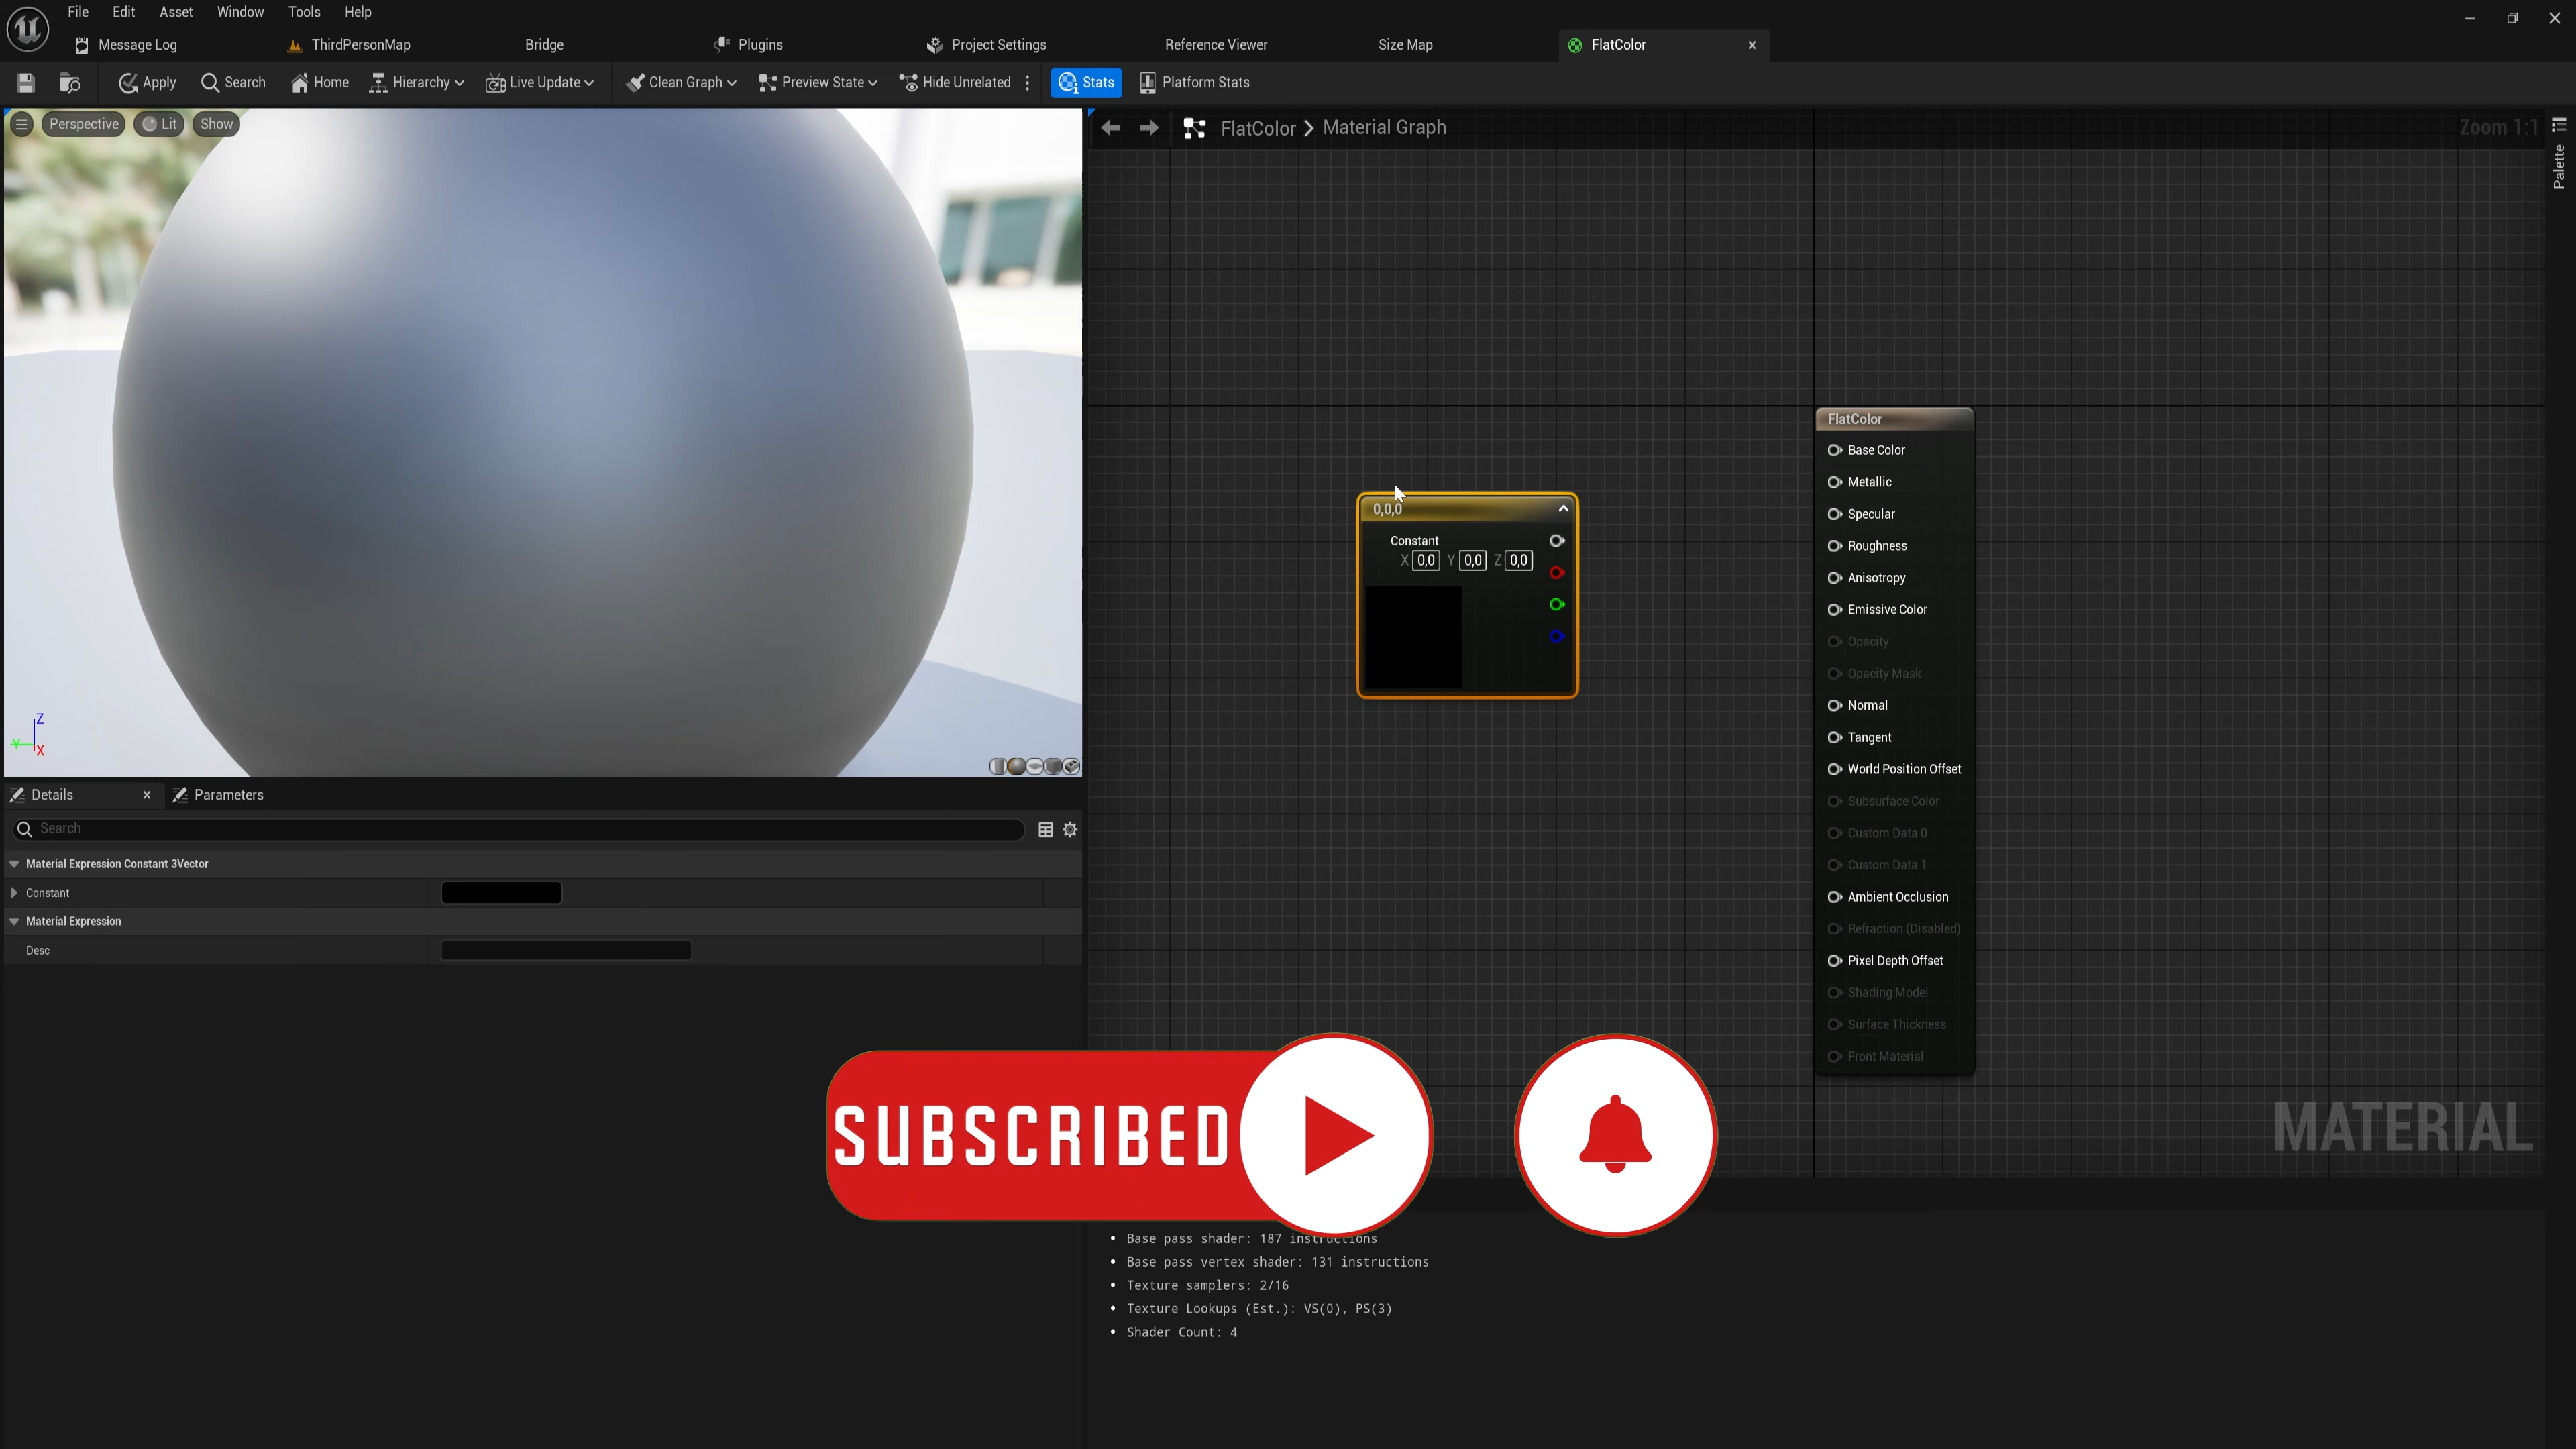 File Edit Asset Window Tools Help
Message Log ThirdPersonMap Bridge Plugins Project Settings Reference Viewer Size Map FlatColor
Apply Search Home Hierarchy Live Update Clean Graph Preview State Hide Unrelated Stats Platform Stats
Perspective Lit Show
FlatColor > Material Graph
Zoom 1:1
Palette
FlatColor
Base Color
Metallic
Specular
Roughness
Anisotropy
Emissive Color
Opacity
Opacity Mask
Normal
Tangent
World Position Offset
Subsurface Color
Custom Data 0
Custom Data 1
Ambient Occlusion
Refraction (Disabled)
Pixel Depth Offset
Shading Model
Surface Thickness
Front Material
0,0,0
Constant
X 0,0 Y 0,0 Z 0,0
Z
Y
X
Details Parameters
Search
Material Expression Constant 3Vector
Constant
Material Expression
Desc
SUBSCRIBED
MATERIAL
• Base pass shader: 187 instructions
• Base pass vertex shader: 131 instructions
• Texture samplers: 2/16
• Texture Lookups (Est.): VS(0), PS(3)
• Shader Count: 4